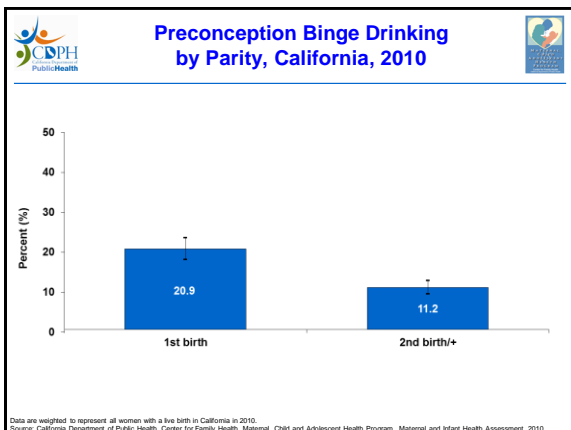 Preconception Binge Drinking
by Parity, California, 2010
CDPH
California Department of
PublicHealth
50
40
30
20
10
0
Percent (%)
20.9
11.2
1st birth
2nd birth/+
Data are weighted to represent all women with a live birth in California in 2010.
Source: California Department of Public Health, Center for Family Health, Maternal, Child and Adolescent Health Program, Maternal and Infant Health Assessment, 2010